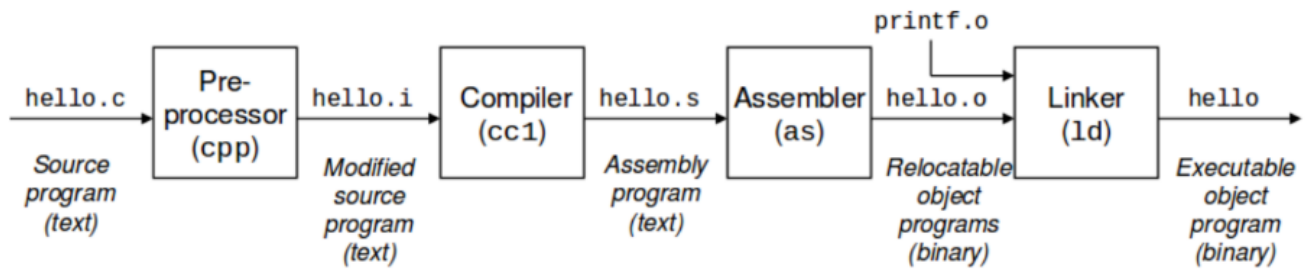 printf.o
hello.c
Pre-
processor
(cpp)
hello.i
Compiler
(cc1)
hello.s
Assembler
(as)
hello.o
Linker
(ld)
hello
Source
program
(text)
Modified
source
program
(text)
Assembly
program
(text)
Relocatable
object
programs
(binary)
Executable
object
program
(binary)